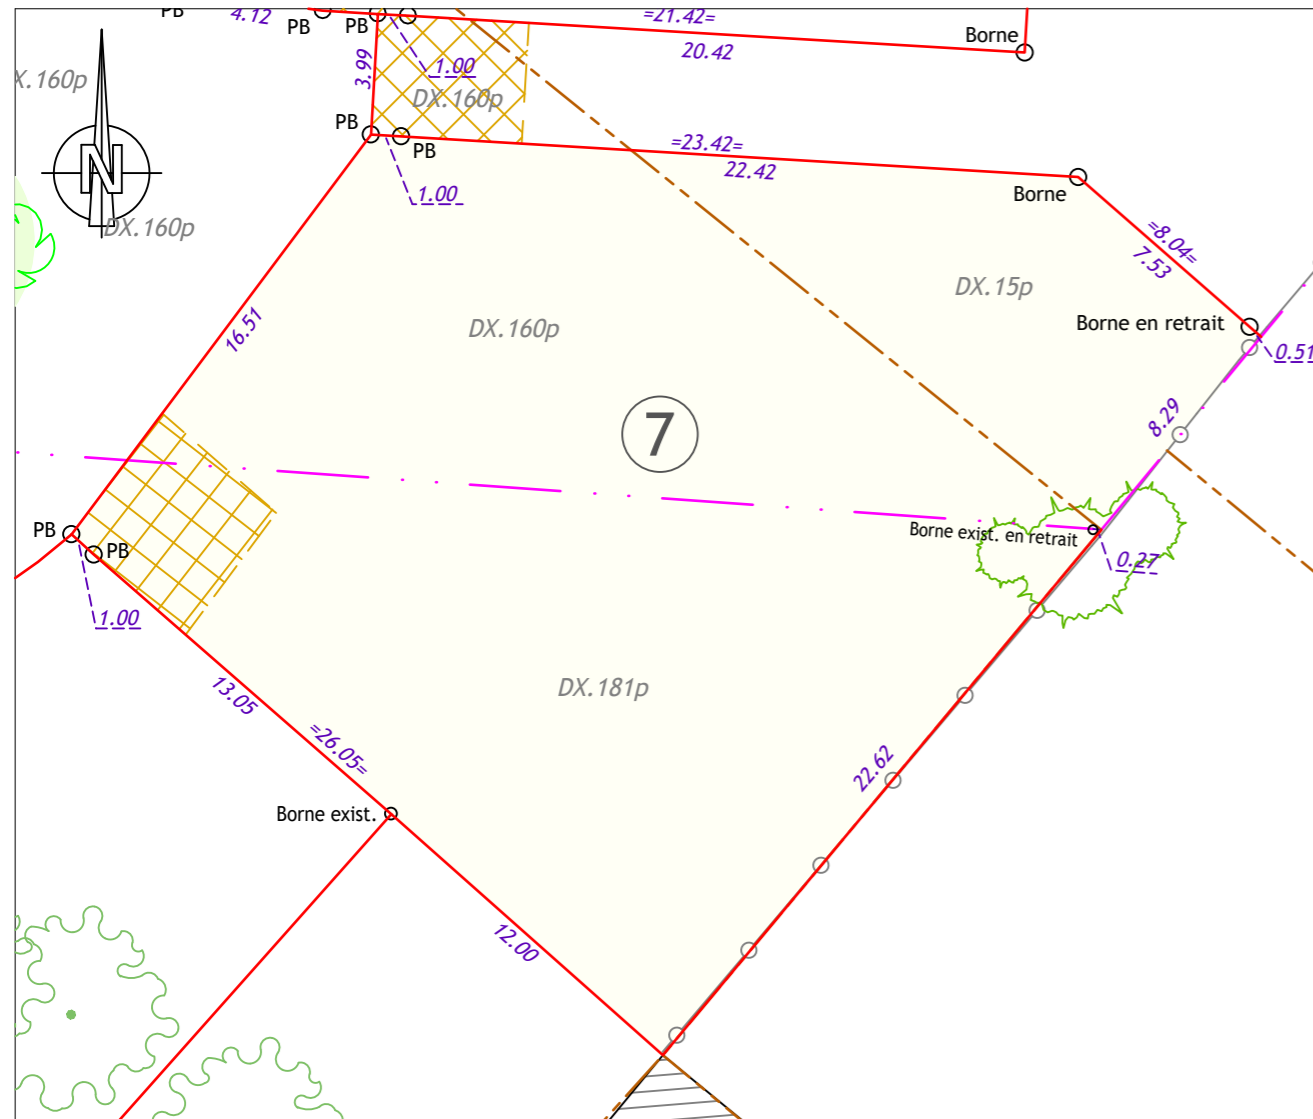 PB
4.12
PB
PB
=21.42=
20.42
Borne
3.99
1.00
X.160p
DX.160p
N
PB
PB
=23.42=
22.42
1.00
Borne
DX.160p
=8.04=
7.53
DX.15p
DX.160p
16.51
Borne en retrait
0.51
7
8.29
PB
PB
Borne exist. en retrait
0.27
1.00
DX.181p
13.05
=26.05=
22.62
Borne exist.
12.00